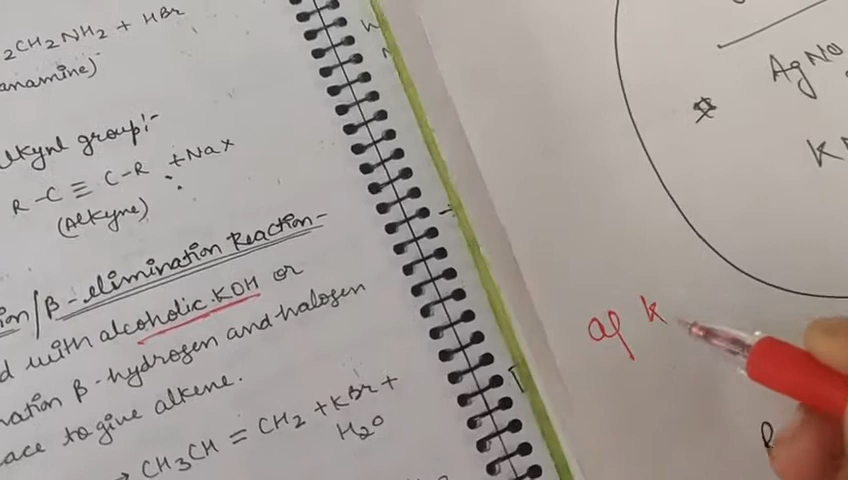 2CH2NH2 + HBr
anamine)
lkynl group:-
R-C≡C-R +NaX
(Alkyne)
ion/β-elimination Reaction-
d with alcoholic.KOH or
nation β-hydrogen and halogen
ace to give alkene.
→ CH3CH=CH2 +KBr+
H2O
AgNO
K
aq K
R